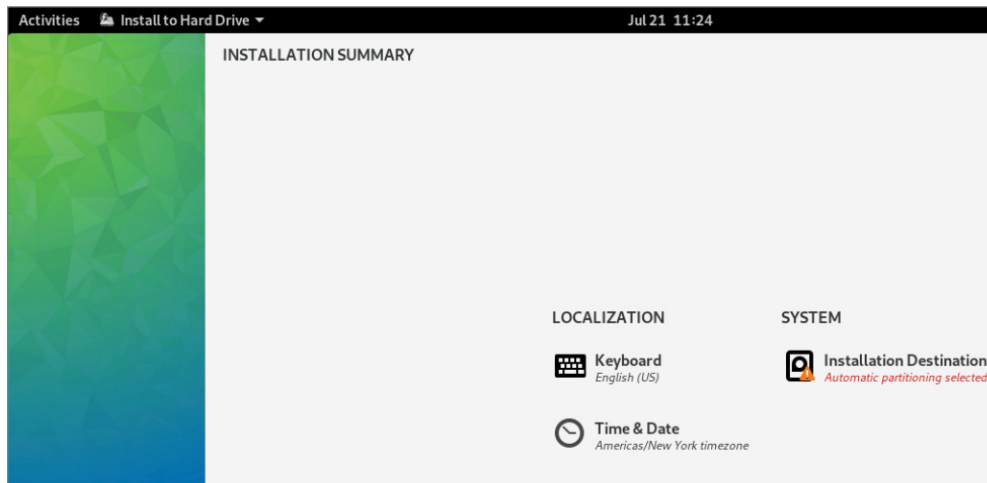 Activities Install to Hard Drive Jul 21 11:24
INSTALLATION SUMMARY
LOCALIZATION
Keyboard
English (US)
Time & Date
Americas/New York timezone
SYSTEM
Installation Destination
Automatic partitioning selected